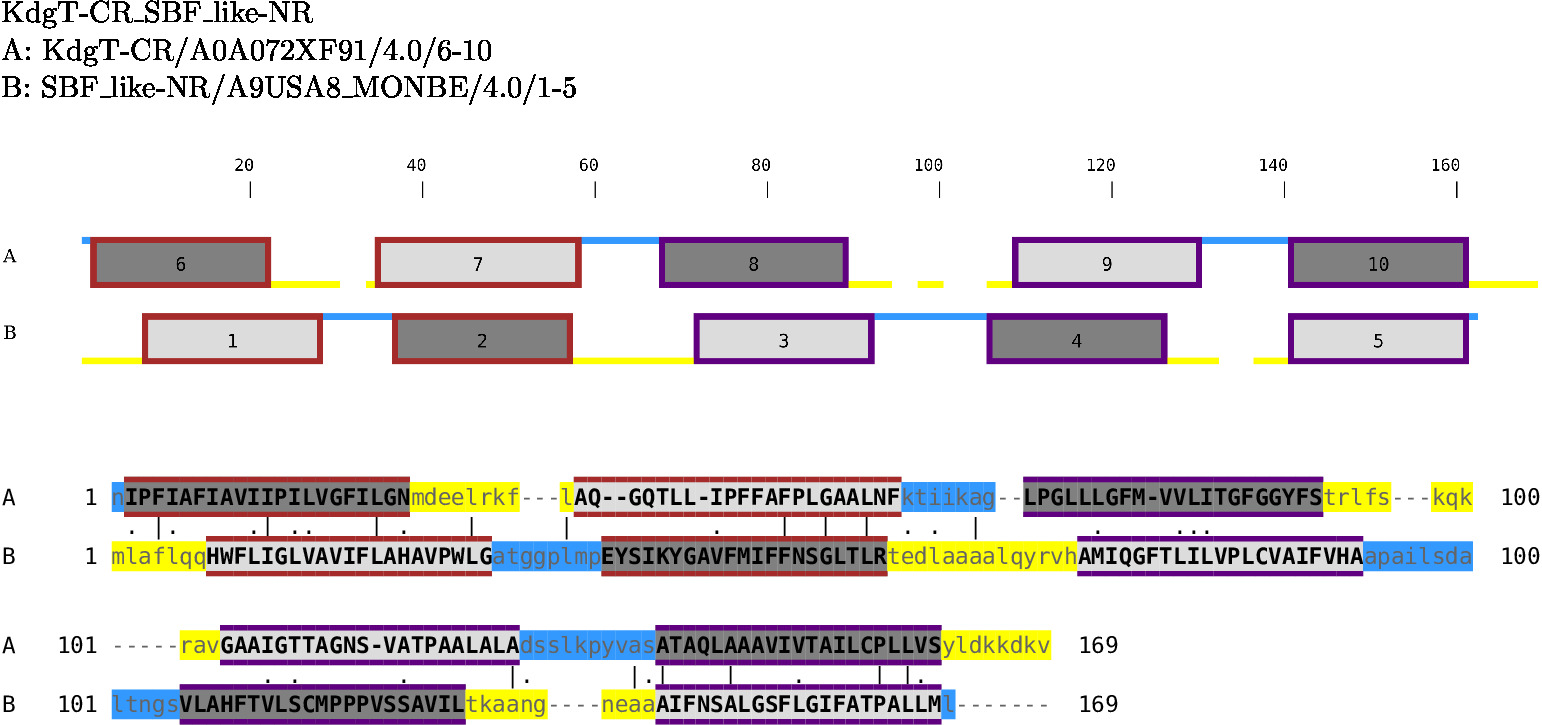 KdgT-CR_SBF_like-NR
A: KdgT-CR/A0A072XF91/4.0/6-10
B: SBF_like-NR/A9USA8_MONBE/4.0/1-5
20 40 60 80 100 120 140 160
A 6 7 8 9 10
B 1 2 3 4 5
A 1 nIPFIAFIAVIIPILVGFILGNmdeelrkf---lAQ--GQTLL-IPFFAFPLGAALNFktiikag--LPGLLLGFM-VVLITGFGGYFStrlfs---kqk 100
B 1 mlaflqqHWFLIGLVAVIFLAHAVPWLGatggplmpEYSIKYGAVFMIFFNSGLTLRtedlaaaalqyrvhAMIQGFTLILVPLCVAIFVHAapailsda 100
A 101 -----ravGAAIGTTAGNS-VATPAALALAdsslkpyvasATAQLAAAVIVTAILCPLLVSyldkkdkv 169
B 101 ltngsVLAHFTVLSCMPPPVSSAVILtkaang----neaaAIFNSALGSFLGIFATPALLMl------- 169